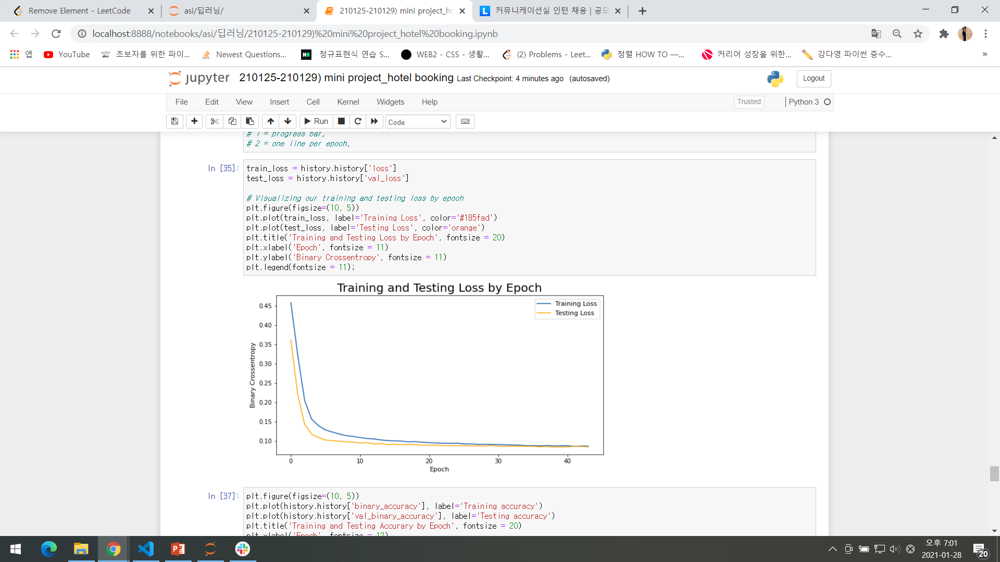 Remove Element - LeetCode
asi/딥러닝/
210125-210129) mini project_ho
커뮤니케이션실 인턴 채용 | 공모
localhost:8888/notebooks/asi/딥러닝/210125-210129)%20mini%20project_hotel%20booking.ipynb
앱
YouTube
wiki docs
초보자를 위한 파이...
Newest Questions...
정규표현식 연습 S...
WEB2 - CSS - 생활...
(2) Problems - Leet...
정렬 HOW TO —...
커리어 성장을 위한...
강다영 파이썬 중수...
»
jupyter 210125-210129) mini project_hotel booking Last Checkpoint: 4 minutes ago (autosaved)
Logout
File Edit View Insert Cell Kernel Widgets Help
Trusted
Python 3
Run
Code
# 1 = progress bar,
# 2 = one line per epoch.
In [35]:
train_loss = history.history['loss']
test_loss = history.history['val_loss']
# Visualizing our training and testing loss by epoch
plt.figure(figsize=(10, 5))
plt.plot(train_loss, label='Training Loss', color='#185fad')
plt.plot(test_loss, label='Testing Loss', color='orange')
plt.title('Training and Testing Loss by Epoch', fontsize = 20)
plt.xlabel('Epoch', fontsize = 11)
plt.ylabel('Binary Crossentropy', fontsize = 11)
plt.legend(fontsize = 11);
Training and Testing Loss by Epoch
Training Loss
Testing Loss
Binary Crossentropy
0.45
0.40
0.35
0.30
0.25
0.20
0.15
0.10
0 10 20 30 40
Epoch
In [37]:
plt.figure(figsize=(10, 5))
plt.plot(history.history['binary_accuracy'], label='Training accuracy')
plt.plot(history.history['val_binary_accuracy'], label='Testing accuracy')
plt.title('Training and Testing Accurary by Epoch', fontsize = 20)
plt.xlabel('Epoch', fontsize = 12)
오후 7:01
2021-01-28
20